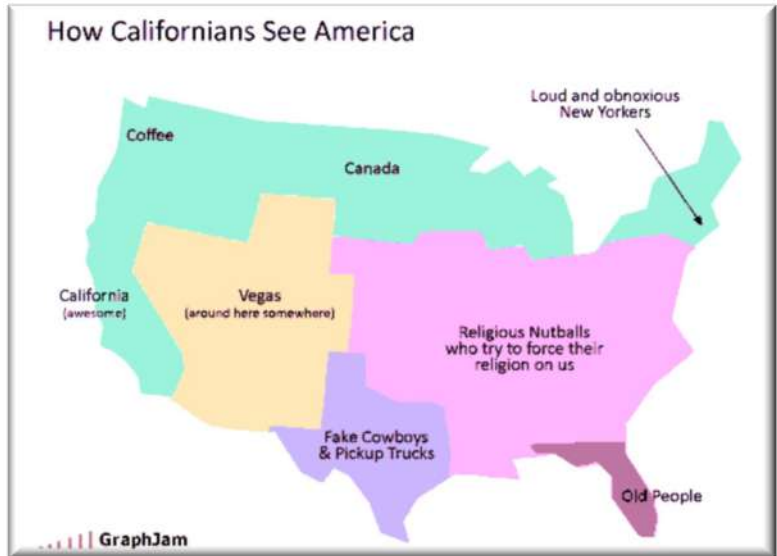 How Californians See America
Loud and obnoxious
New Yorkers
Coffee
Canada
California
(awesome)
Vegas
(around here somewhere)
Religious Nutballs
who try to force their
religion on us
Fake Cowboys
& Pickup Trucks
Old People
GraphJam